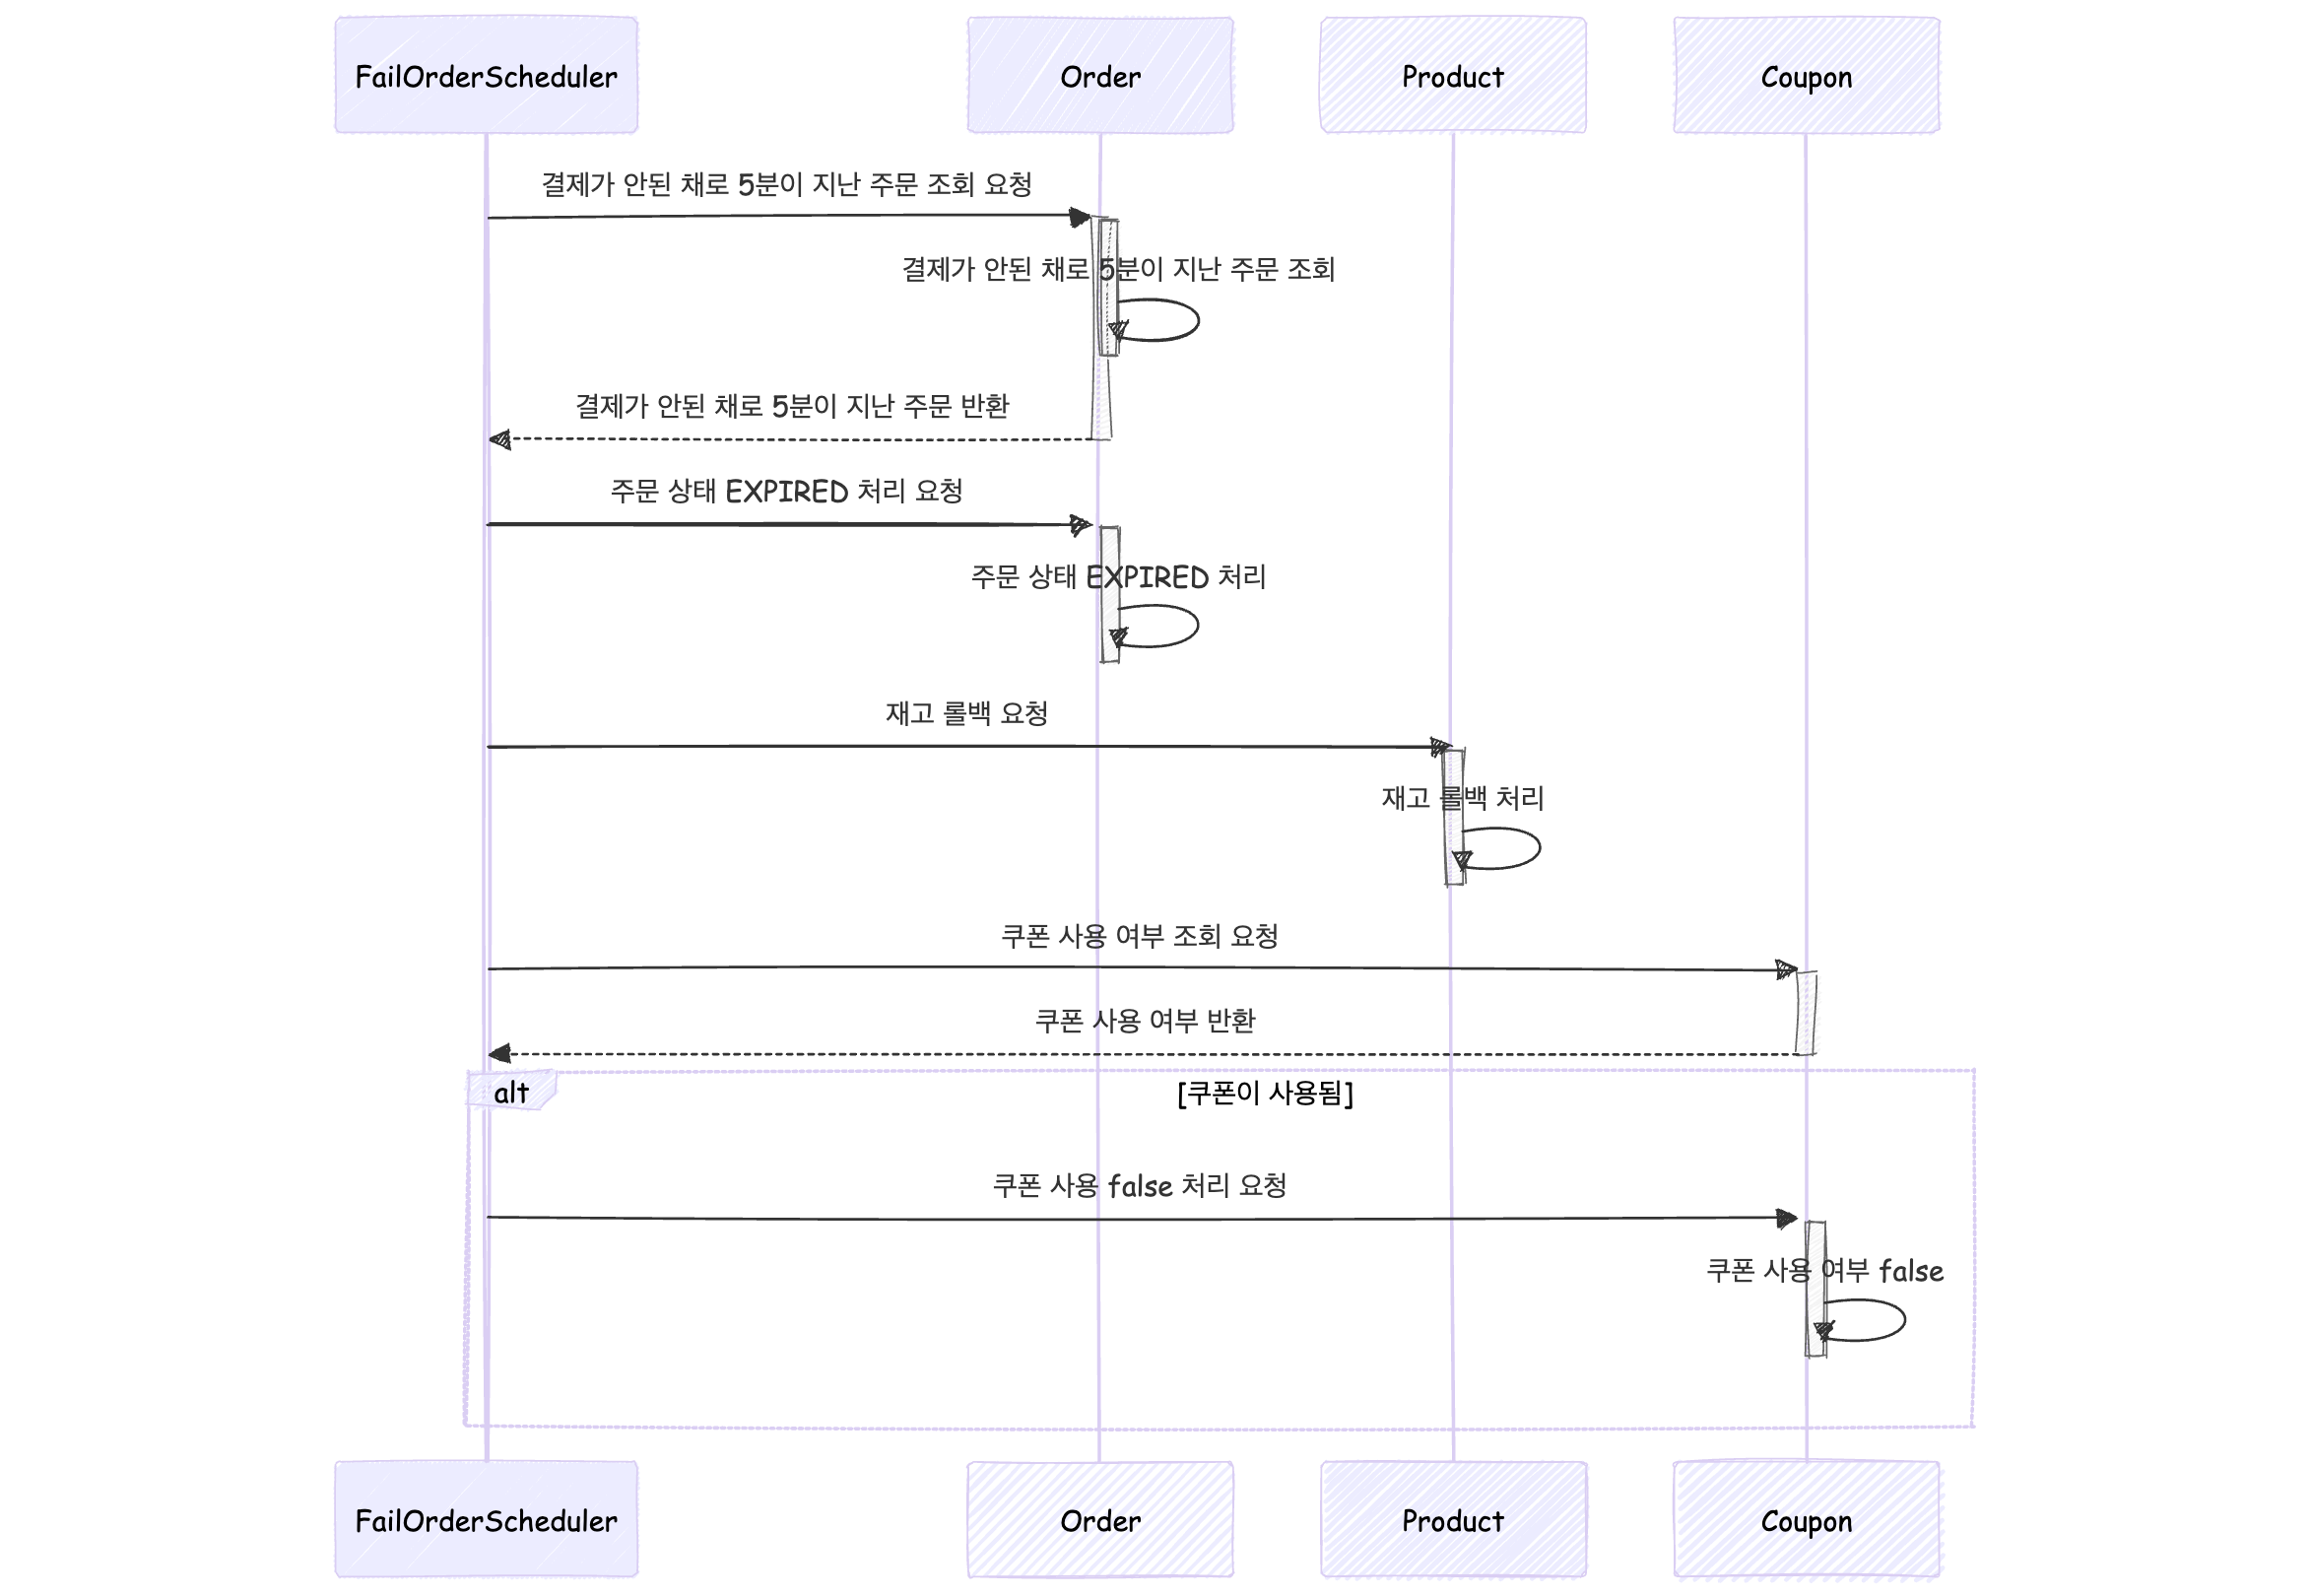 FailOrderScheduler
Order
Product
Coupon
결제가 안된 채로 5분이 지난 주문 조회 요청
결제가 안된 채로 5분이 지난 주문 조회
결제가 안된 채로 5분이 지난 주문 반환
주문 상태 EXPIRED 처리 요청
주문 상태 EXPIRED 처리
재고 롤백 요청
재고 롤백 처리
쿠폰 사용 여부 조회 요청
쿠폰 사용 여부 반환
alt
[쿠폰이 사용됨]
쿠폰 사용 false 처리 요청
쿠폰 사용 여부 false
FailOrderScheduler
Order
Product
Coupon